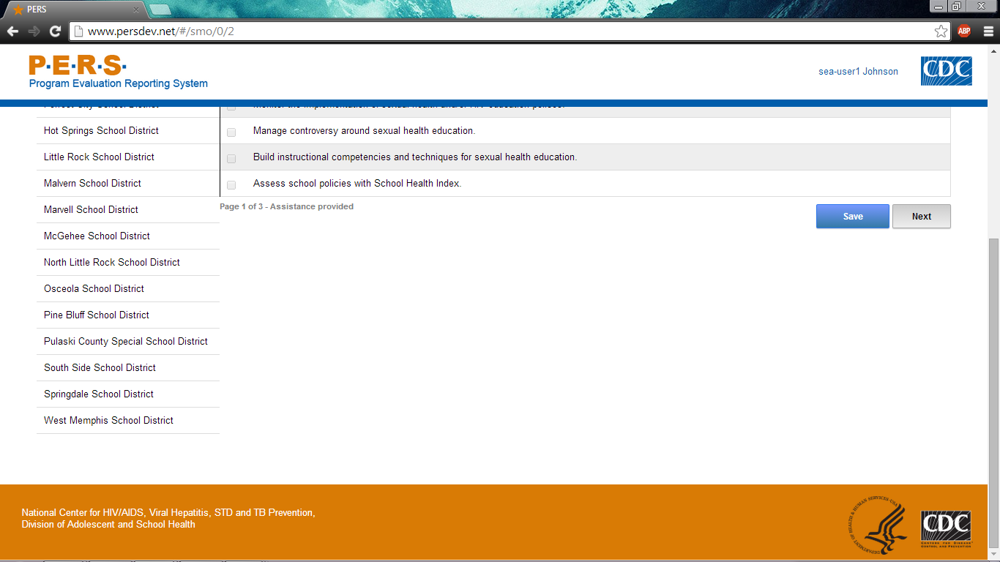 PERS
www.persdev.net/#/smo/0/2
ABP
P·E·R·S·
Program Evaluation Reporting System
sea-user1 Johnson
CDC
Forrest City School District
Monitor the implementation of sexual health and/or HIV education policies.
Hot Springs School District
Manage controversy around sexual health education.
Little Rock School District
Build instructional competencies and techniques for sexual health education.
Malvern School District
Assess school policies with School Health Index.
Marvell School District
Page 1 of 3 - Assistance provided
Save
Next
McGehee School District
North Little Rock School District
Osceola School District
Pine Bluff School District
Pulaski County Special School District
South Side School District
Springdale School District
West Memphis School District
National Center for HIV/AIDS, Viral Hepatitis, STD and TB Prevention,
Division of Adolescent and School Health
DEPARTMENT OF HEALTH & HUMAN SERVICES·USA
CDC
CENTERS FOR DISEASE
CONTROL AND PREVENTION